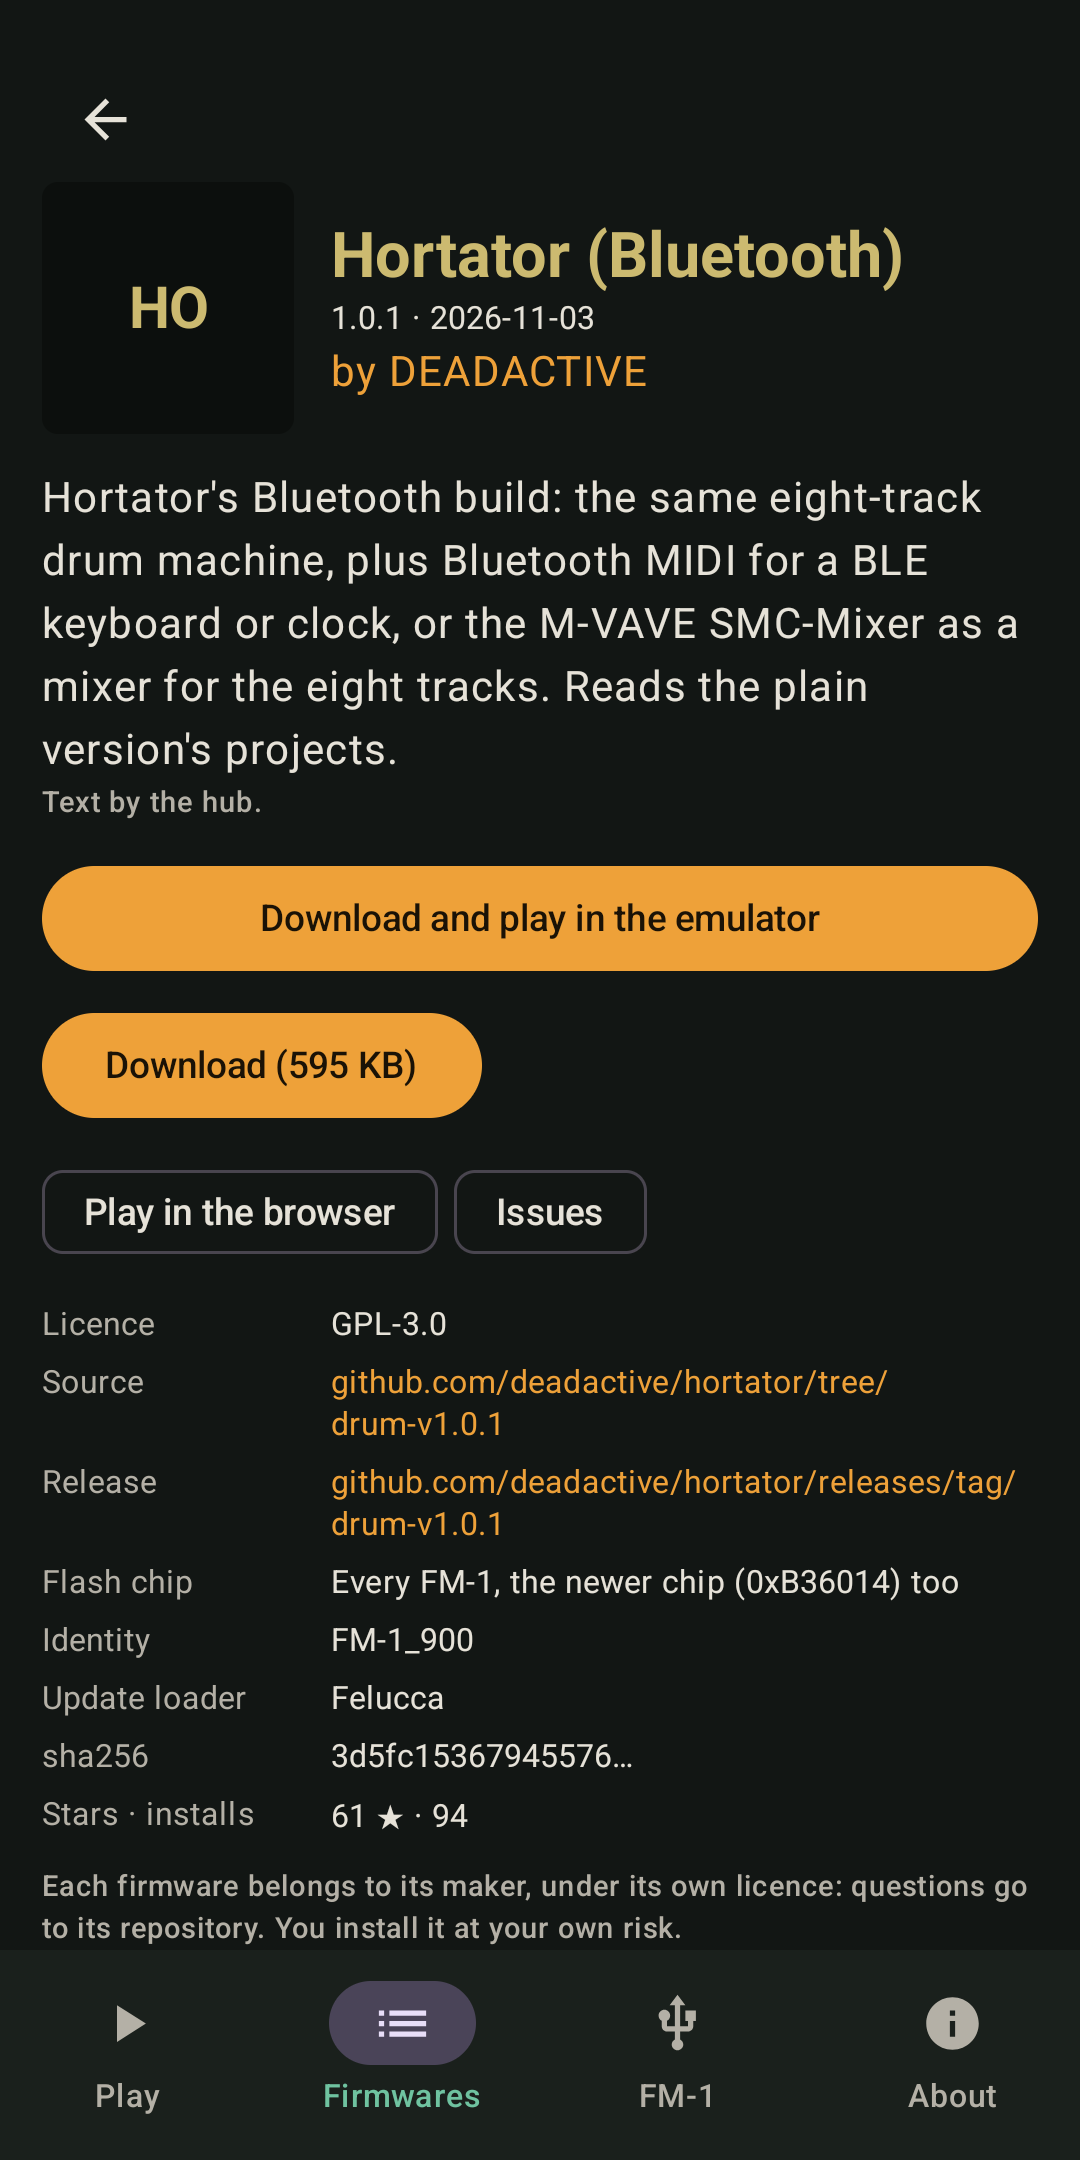 HO
Hortator (Bluetooth)
1.0.1 · 2026-11-03
by DEADACTIVE
Hortator's Bluetooth build: the same eight-track
drum machine, plus Bluetooth MIDI for a BLE
keyboard or clock, or the M-VAVE SMC-Mixer as a
mixer for the eight tracks. Reads the plain
version's projects.
Text by the hub.
Download and play in the emulator
Download (595 KB)
Play in the browser
Issues
Licence GPL-3.0
Source github.com/deadactive/hortator/tree/
drum-v1.0.1
Release github.com/deadactive/hortator/releases/tag/
drum-v1.0.1
Flash chip Every FM-1, the newer chip (0xB36014) too
Identity FM-1_900
Update loader Felucca
sha256 3d5fc15367945576…
Stars · installs 61 ★ · 94
Each firmware belongs to its maker, under its own licence: questions go
to its repository. You install it at your own risk.
Play
Firmwares
FM-1
About